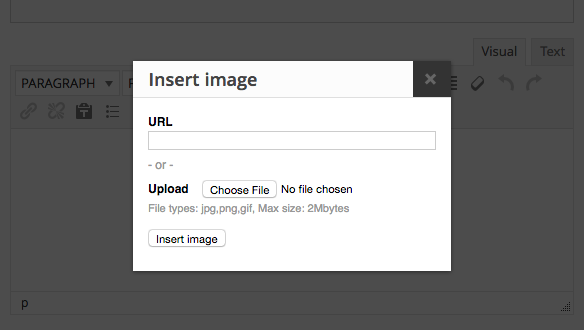 Visual Text
PARAGRAPH
Insert image
URL
- or -
Upload Choose File No file chosen
File types: jpg,png,gif, Max size: 2Mbytes
Insert image
p